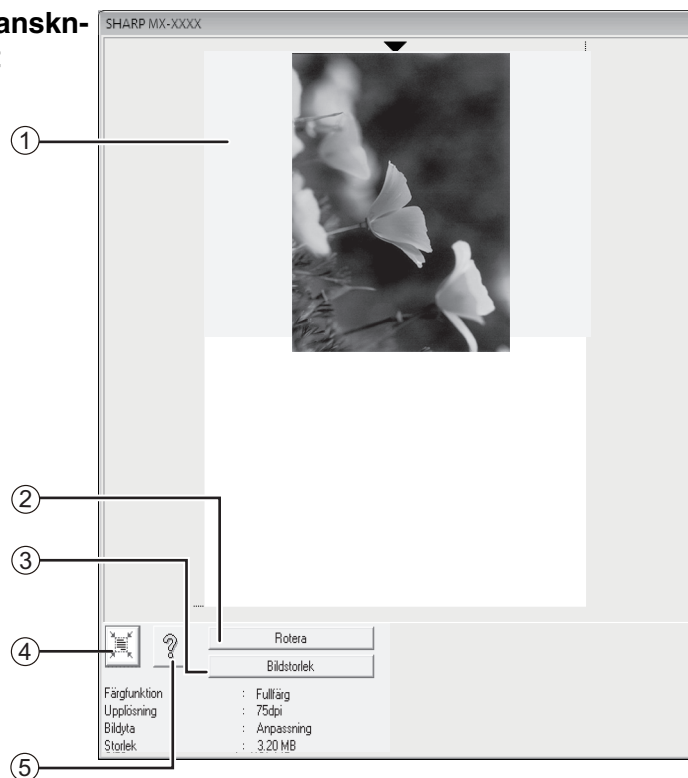 anskn-
SHARP MX-XXXX
1
2
3
Rotera
Bildstorlek
4
Färgfunktion : Fullfärg
Upplösning : 75dpi
Bildyta : Anpassning
Storlek : 3.20 MB
5